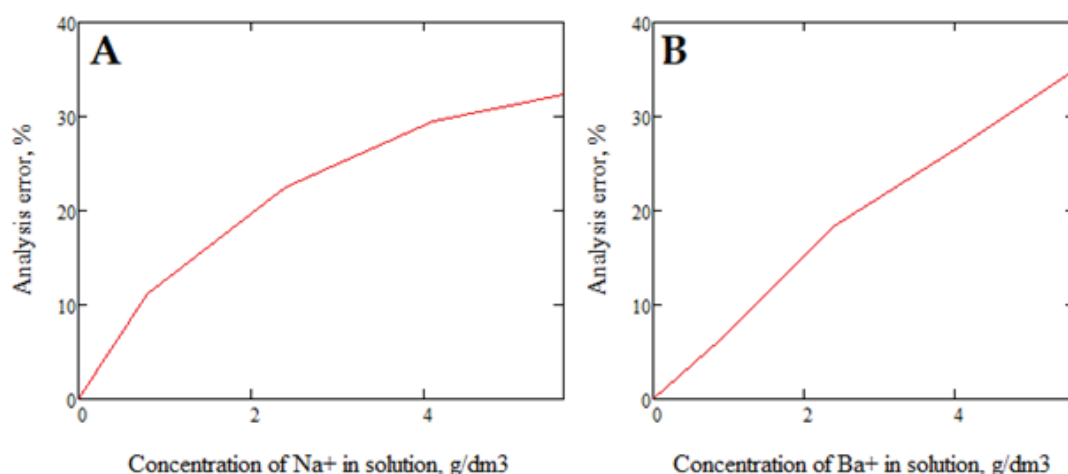 A
Analysis error, %
40
30
20
10
0
0 2 4
Concentration of Na+ in solution, g/dm3
B
Analysis error, %
40
30
20
10
0
0 2 4
Concentration of Ba+ in solution, g/dm3